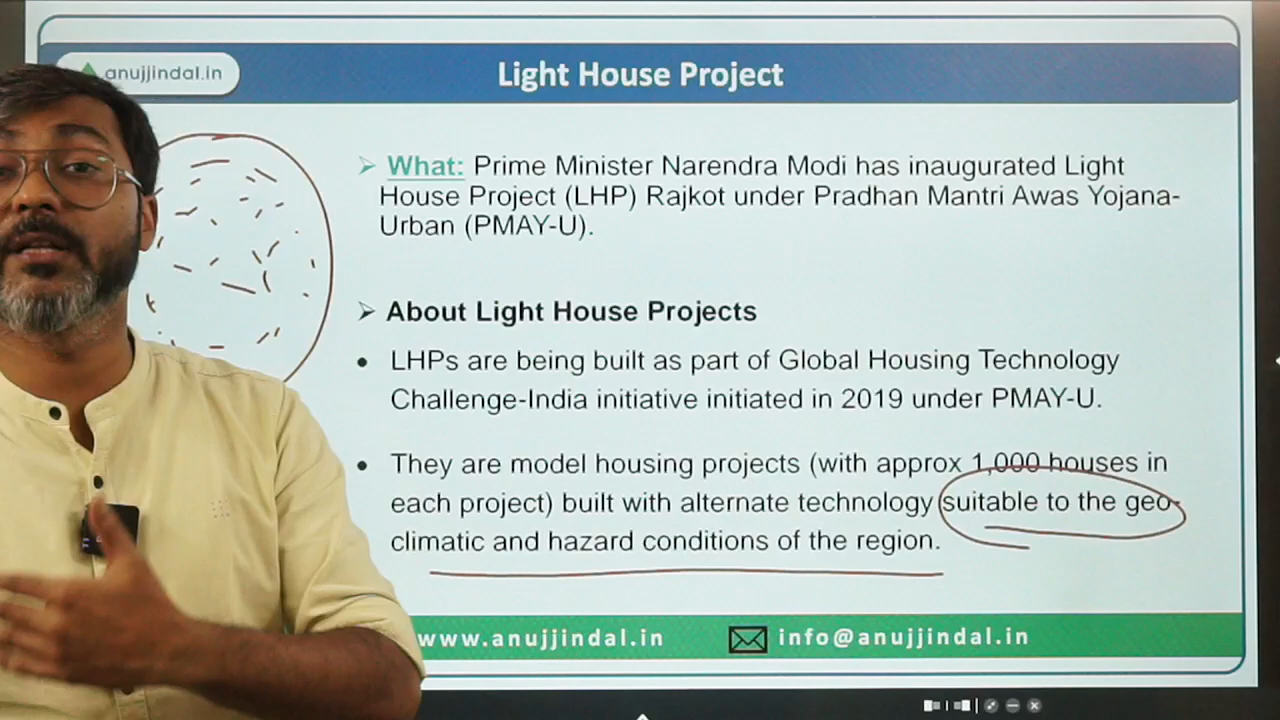 anujjindal.in
Light House Project
➢ What: Prime Minister Narendra Modi has inaugurated Light
House Project (LHP) Rajkot under Pradhan Mantri Awas Yojana-
Urban (PMAY-U).
➢ About Light House Projects
• LHPs are being built as part of Global Housing Technology
Challenge-India initiative initiated in 2019 under PMAY-U.
• They are model housing projects (with approx 1,000 houses in
each project) built with alternate technology suitable to the geo-
climatic and hazard conditions of the region.
www.anujjindal.in info@anujjindal.in